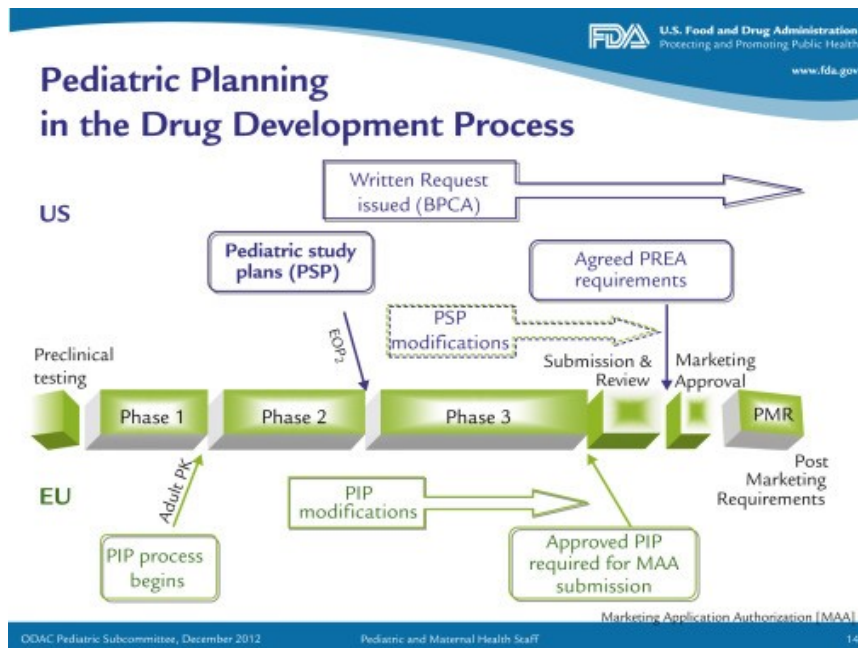 FDA U.S. Food and Drug Administration
Protecting and Promoting Public Health
www.fda.gov
Pediatric Planning
in the Drug Development Process
US
Written Request
issued (BPCA)
Pediatric study
plans (PSP)
Agreed PREA
requirements
EOP2
PSP
modifications
Preclinical
testing
Submission &
Review
Marketing
Approval
Phase 1
Phase 2
Phase 3
PMR
Post
Marketing
Requirements
EU
Adult PK
PIP
modifications
PIP process
begins
Approved PIP
required for MAA
submission
Marketing Application Authorization [MAA]
ODAC Pediatric Subcommittee, December 2012
Pediatric and Maternal Health Staff
14